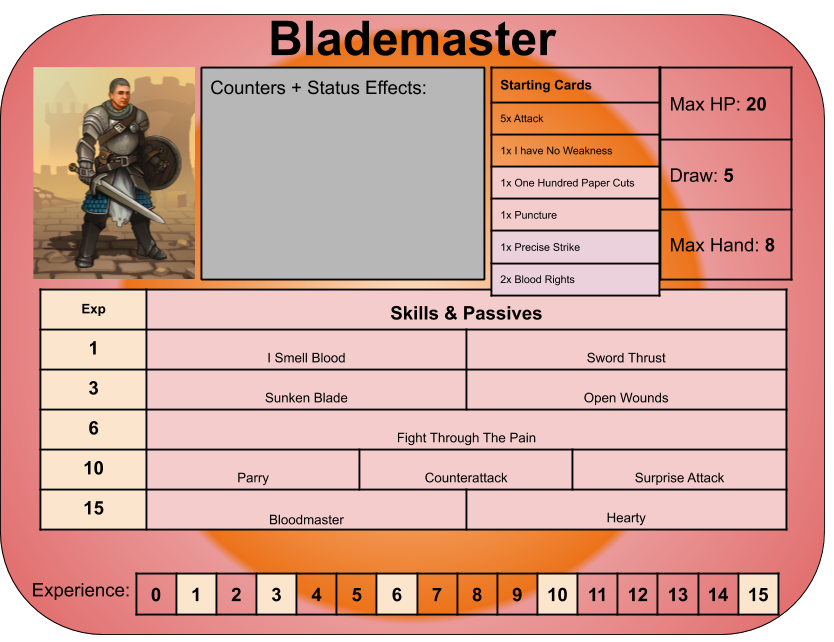 Blademaster
Counters + Status Effects:
Starting Cards
5x Attack
1x I have No Weakness
1x One Hundred Paper Cuts
1x Puncture
1x Precise Strike
2x Blood Rights
Max HP: 20
Draw: 5
Max Hand: 8
Exp
Skills & Passives
1
I Smell Blood
Sword Thrust
3
Sunken Blade
Open Wounds
6
Fight Through The Pain
10
Parry
Counterattack
Surprise Attack
15
Bloodmaster
Hearty
Experience: 0 1 2 3 4 5 6 7 8 9 10 11 12 13 14 15